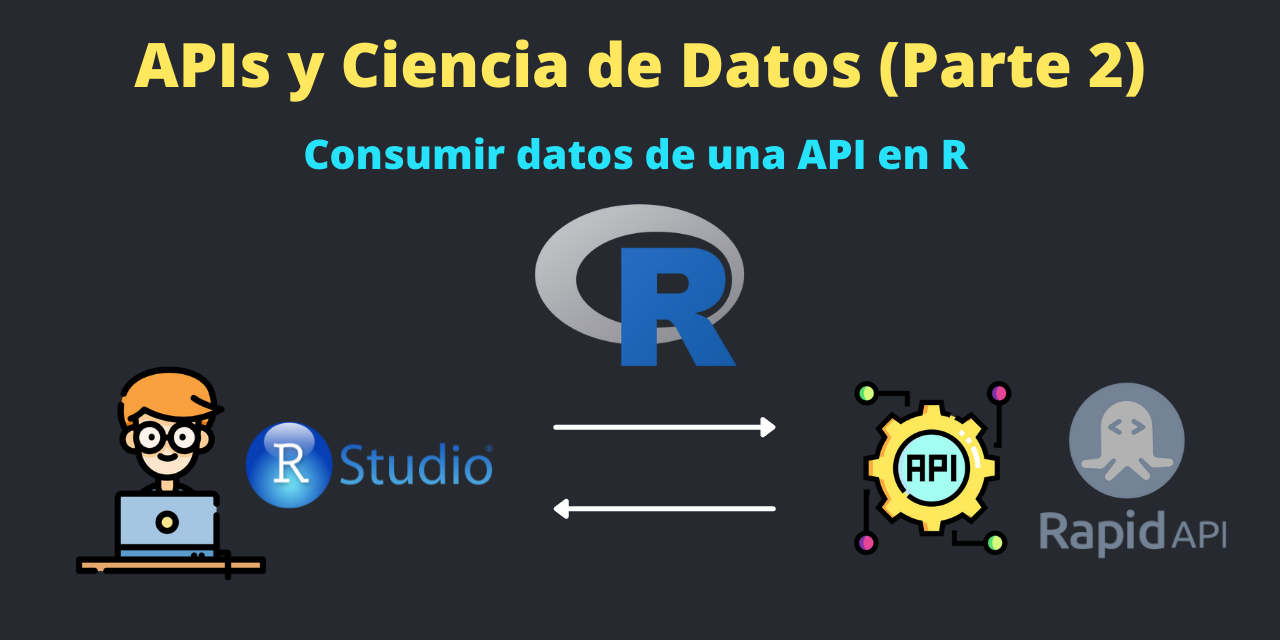 APIs y Ciencia de Datos (Parte 2)
Consumir datos de una API en R
R
R Studio®
API
Rapid API